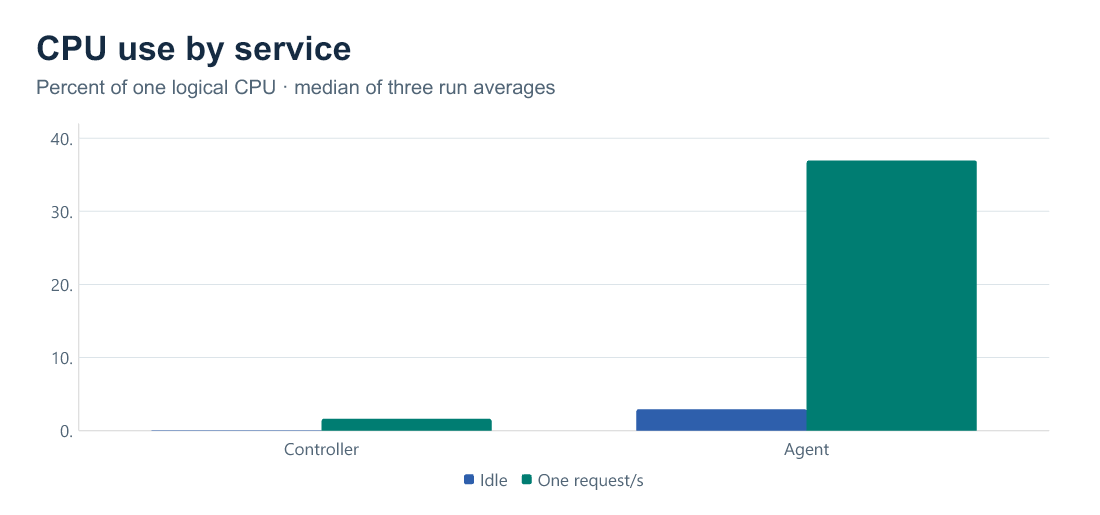 CPU use by service
Percent of one logical CPU · median of three run averages
40.
30.
20.
10.
0.
Controller Agent
Idle One request/s